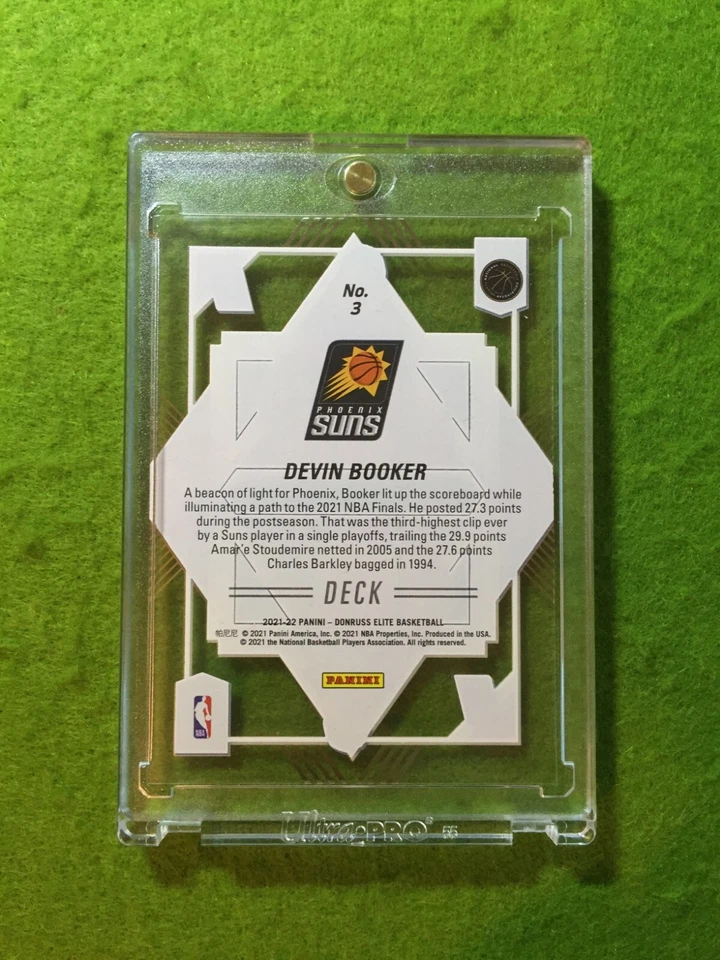 No.
3
PHOENIX
SUNS
DEVIN BOOKER
A beacon of light for Phoenix, Booker lit up the scoreboard while
illuminating a path to the 2021 NBA Finals. He posted 27.3 points
during the postseason. That was the third-highest clip ever
by a Suns player in a single playoffs, trailing the 29.9 points
Amar'e Stoudemire netted in 2005 and the 27.6 points
Charles Barkley bagged in 1994.
DECK
2021-22 PANINI – DONRUSS ELITE BASKETBALL
帕尼尼 © 2021 Panini America, Inc. © 2021 NBA Properties, Inc. Produced in the USA.
© 2021 the National Basketball Players Association. All rights reserved.
PANINI
NBA
Ultra•PRO® 55